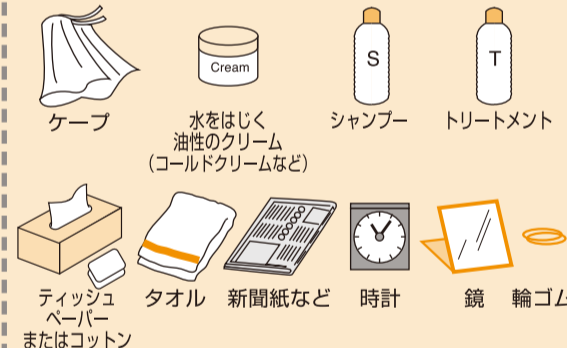 Cream
S
T
ケープ
水をはじく
油性のクリーム
（コールドクリームなど）
シャンプー
トリートメント
ティッシュ
ペーパー
またはコットン
タオル
新聞紙など
時計
鏡
輪ゴム